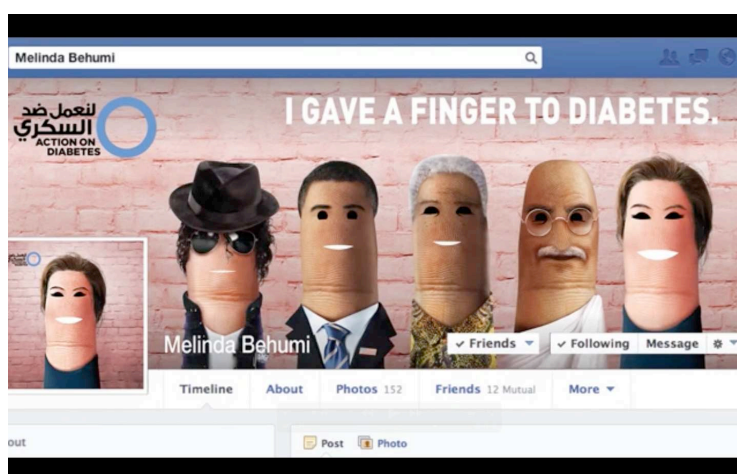 Melinda Behumi
لنعمل ضد
السكري
ACTION ON
DIABETES
I GAVE A FINGER TO DIABETES.
Melinda Behumi
✓ Friends ▼ ✓ Following Message
Timeline About Photos 152 Friends 12 Mutual More ▼
out Post Photo